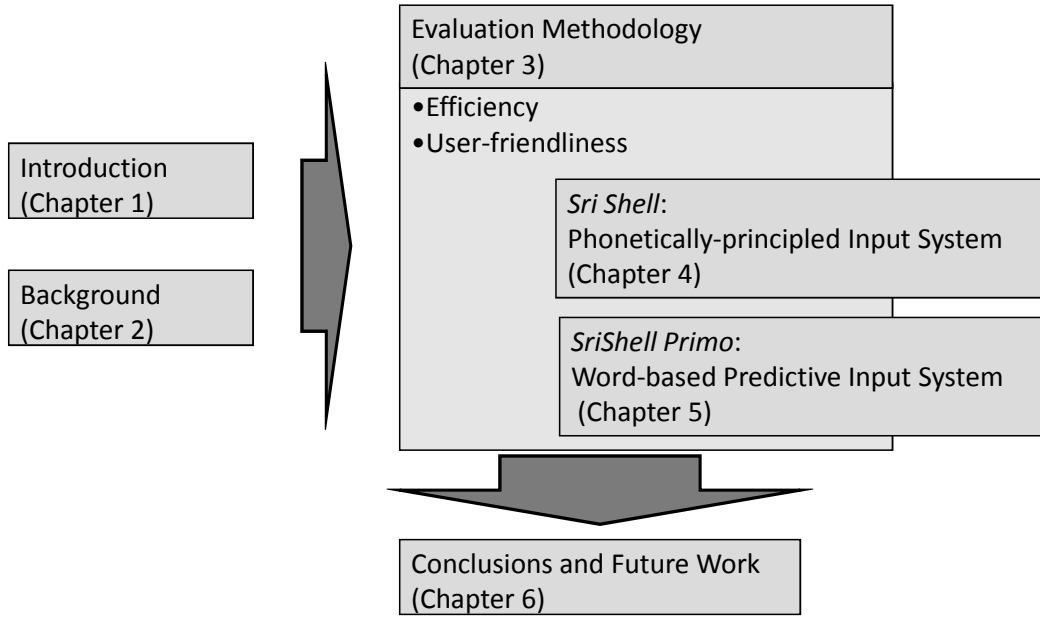 Introduction
(Chapter 1)
Background
(Chapter 2)
Evaluation Methodology
(Chapter 3)
•Efficiency
•User-friendliness
Sri Shell:
Phonetically-principled Input System
(Chapter 4)
SriShell Primo:
Word-based Predictive Input System
(Chapter 5)
Conclusions and Future Work
(Chapter 6)